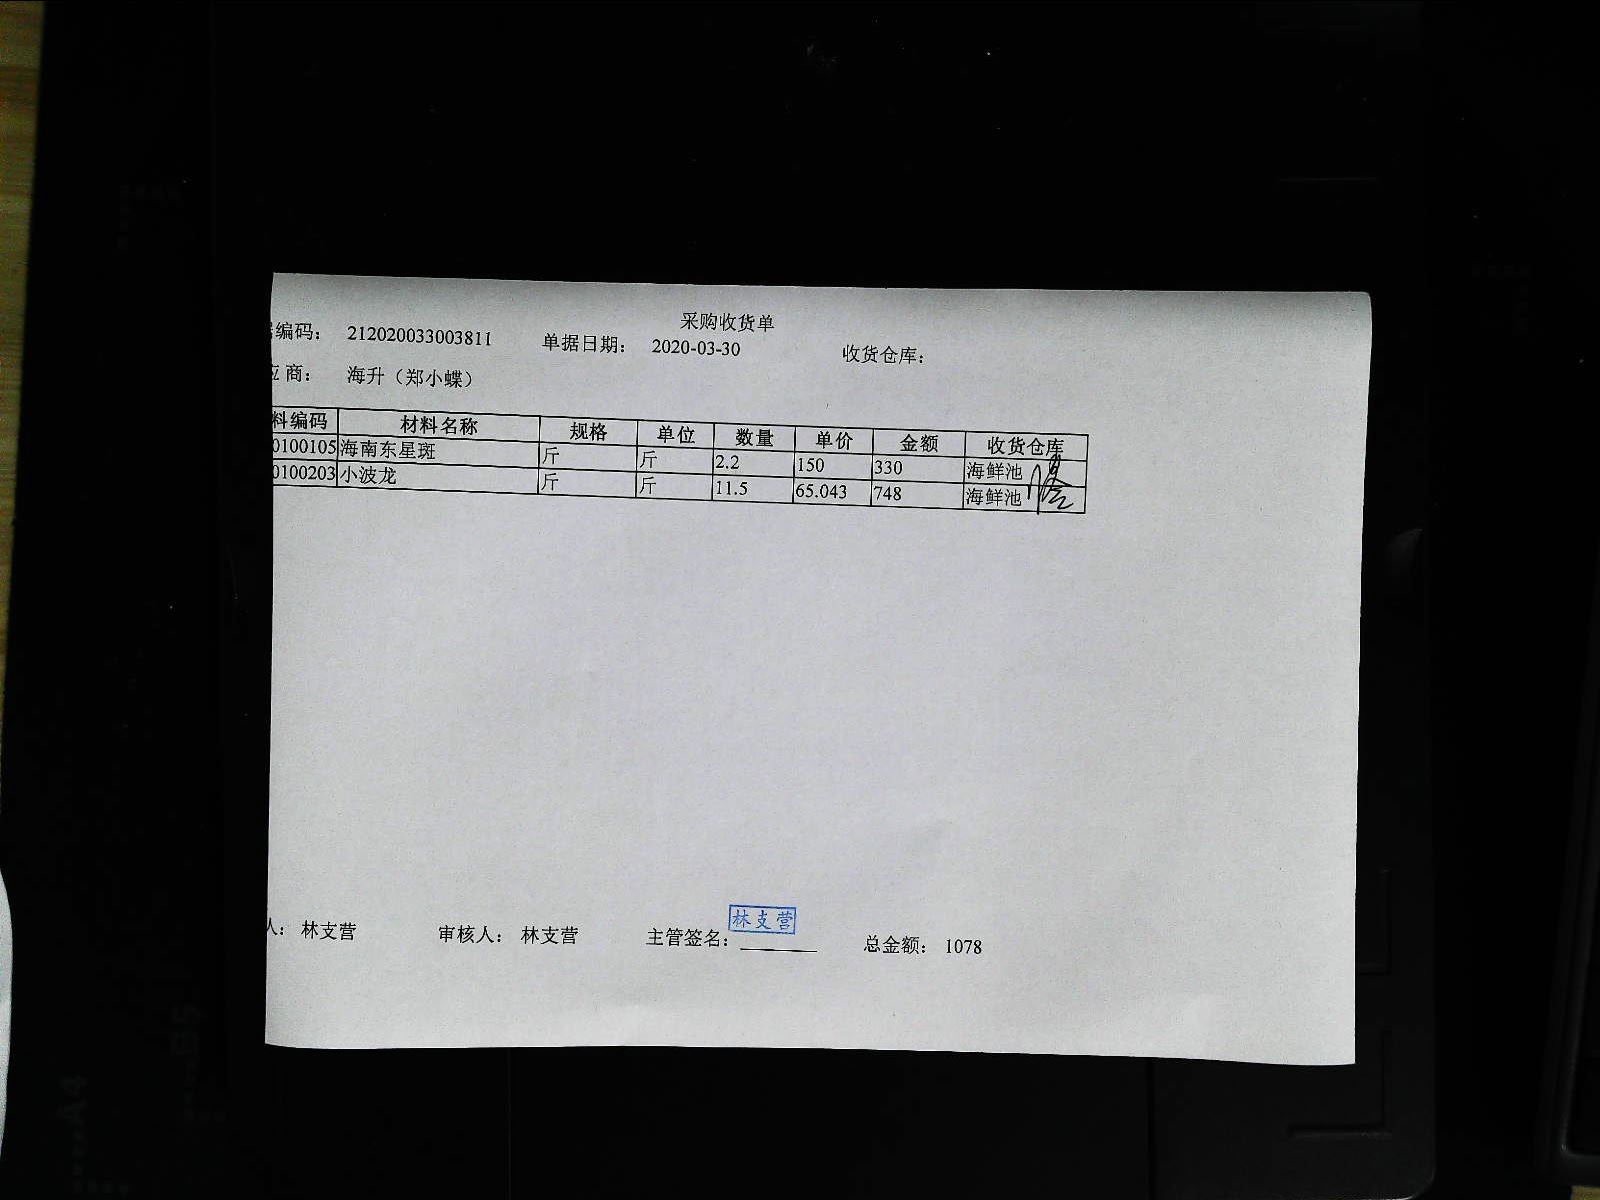 采购收货单
编码： 212020033003811 单据日期： 2020-03-30 收货仓库：
应商： 海升（郑小蝶）
料编码 材料名称 规格 单位 数量 单价 金额 收货仓库
0100105 海南东星斑 斤 斤 2.2 150 330 海鲜池
0100203 小波龙 斤 斤 11.5 65.043 748 海鲜池
林支营
人： 林支营 审核人： 林支营 主管签名： 总金额： 1078
A4
B5